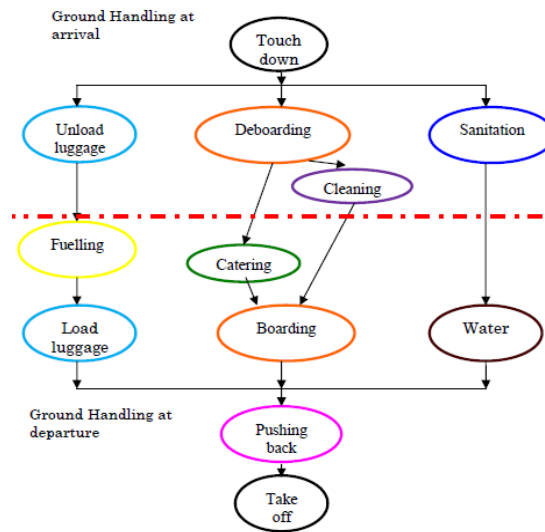 Ground Handling at
arrival
Touch
down
Unload
luggage
Deboarding
Sanitation
Cleaning
Fuelling
Catering
Load
luggage
Boarding
Water
Ground Handling at
departure
Pushing
back
Take
off